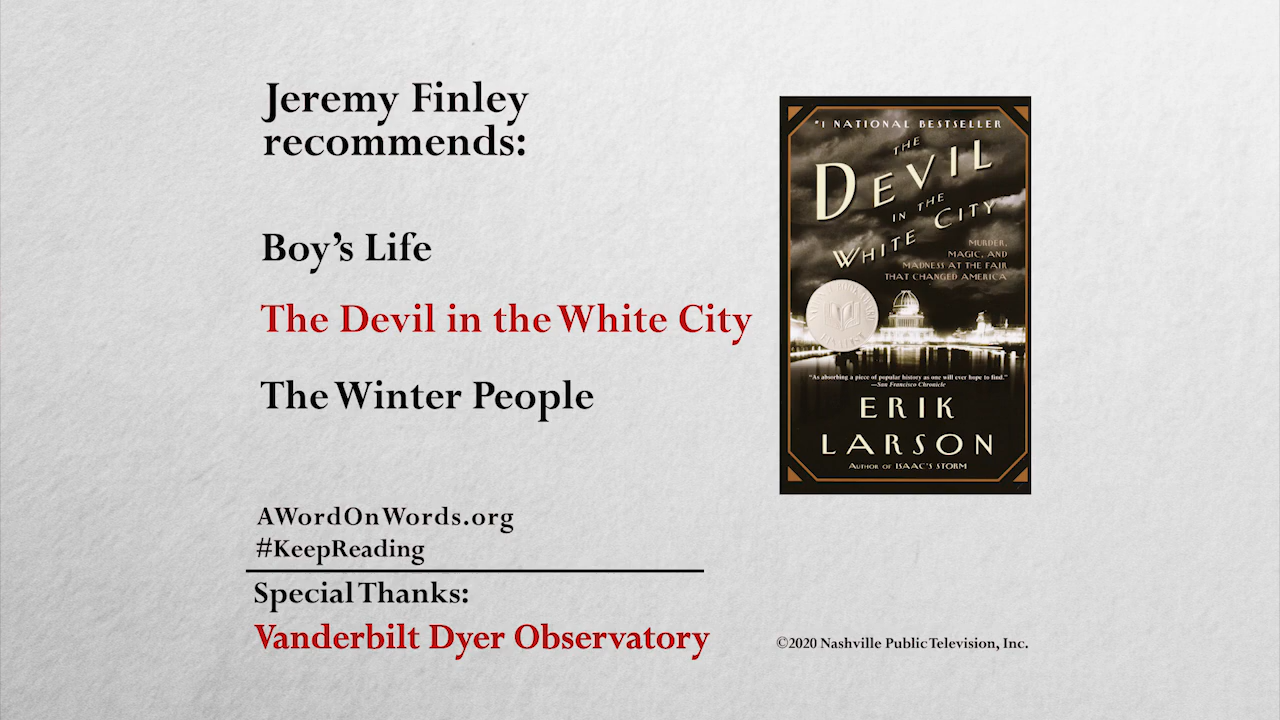 Jeremy Finley
recommends:
Boy’s Life
The Devil in the White City
The Winter People
AWordOnWords.org
#KeepReading
Special Thanks:
Vanderbilt Dyer Observatory
#1 NATIONAL BESTSELLER
THE
DEVIL
IN THE
WHITE CITY
MURDER,
MAGIC, AND
MADNESS AT THE FAIR
THAT CHANGED AMERICA
"As absorbing a piece of popular history as one will ever hope to find."
—San Francisco Chronicle
ERIK
LARSON
AUTHOR OF ISAAC'S STORM
©2020 Nashville Public Television, Inc.